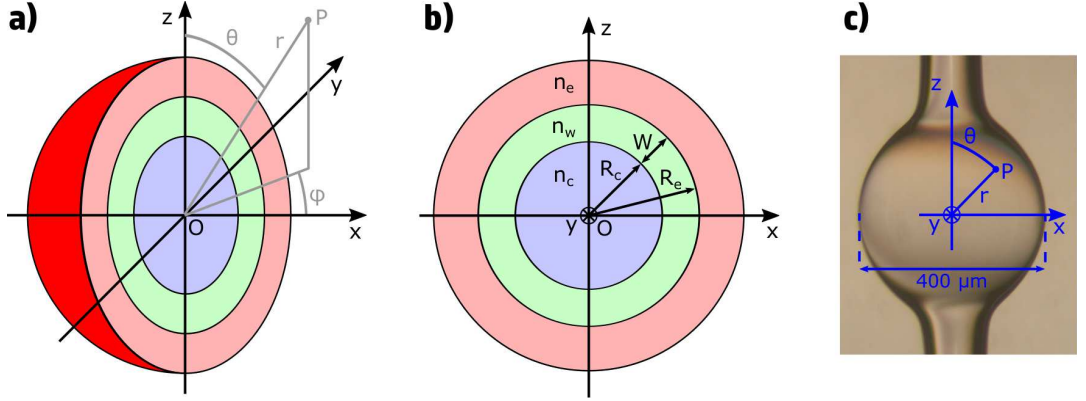 a)
z
θ
r
P
y
φ
O
x
b)
z
n_e
n_w
W
n_c
R_c
R_e
y
O
x
c)
z
θ
P
r
y
x
400 μm